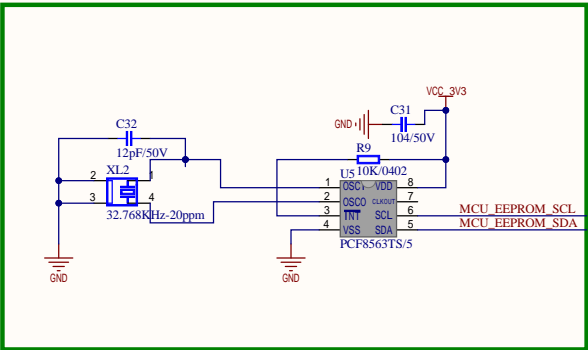 VCC_3V3
C31
GND
104/50V
C32
12pF/50V
R9
10K/0402
XL2
2
1
3
4
32.768KHz-20ppm
U5
1
OSCI
VDD
8
2
OSCO
CLKOUT
7
3
INT
SCL
6
MCU_EEPROM_SCL
4
VSS
SDA
5
MCU_EEPROM_SDA
PCF8563TS/5
GND
GND